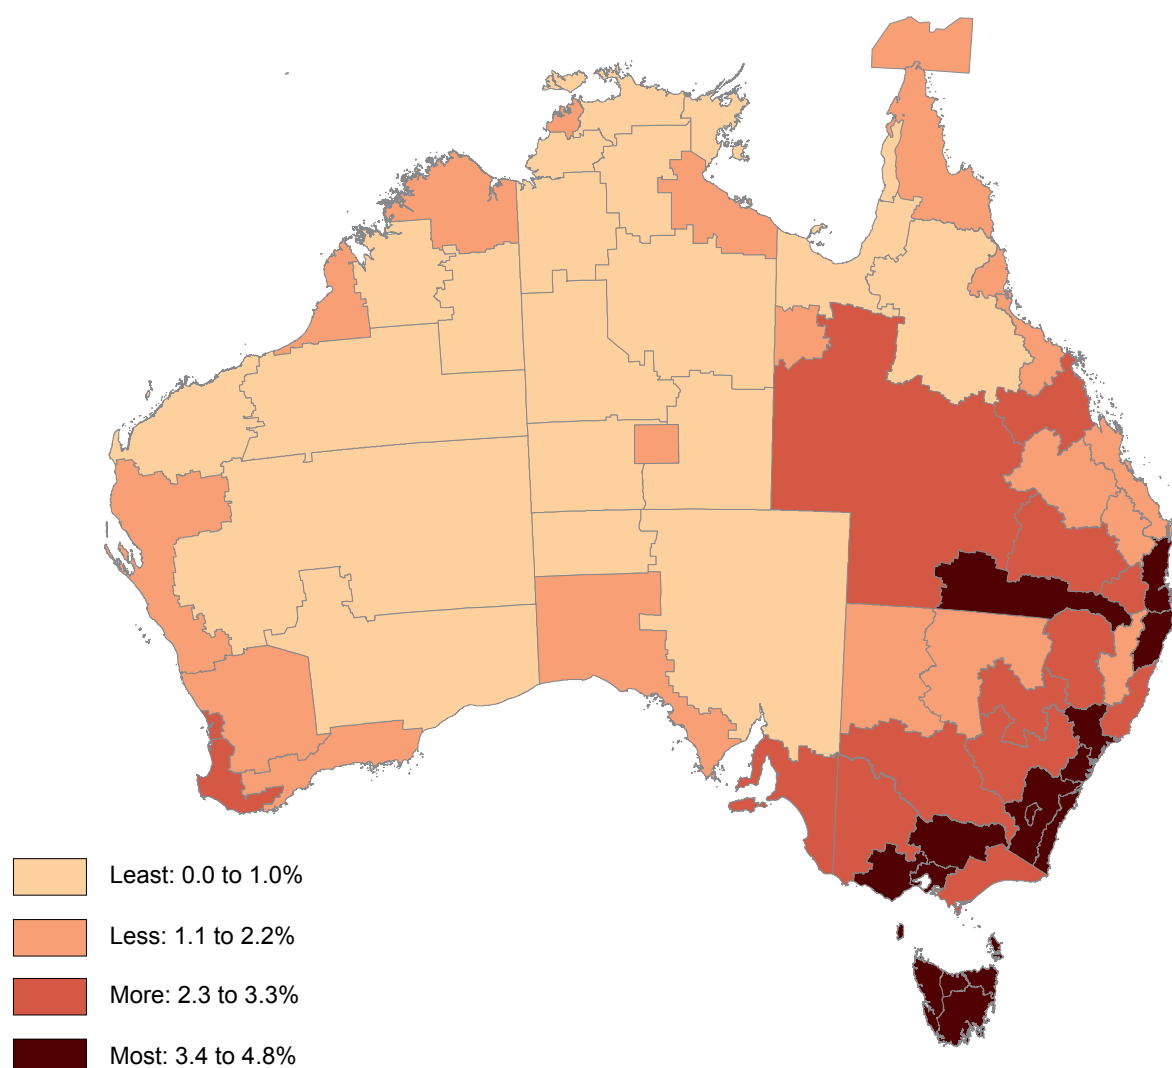 Least: 0.0 to 1.0%
Less: 1.1 to 2.2%
More: 2.3 to 3.3%
Most: 3.4 to 4.8%